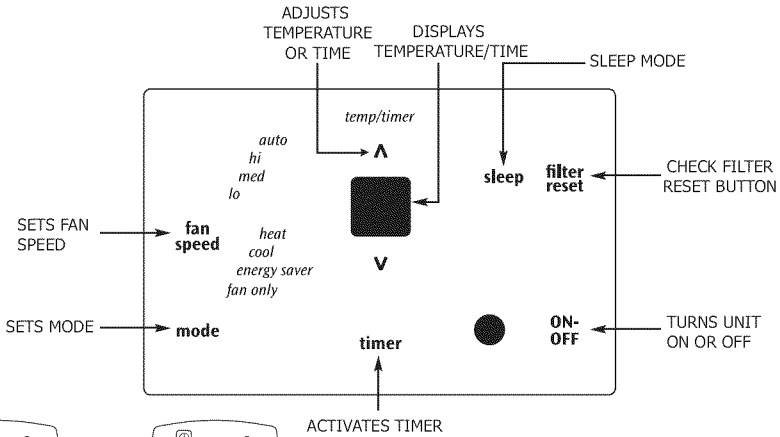 ADJUSTS
TEMPERATURE
OR TIME
DISPLAYS
TEMPERATURE/TIME
SLEEP MODE
temp/timer
auto
hi
med
lo
sleep
filter
reset
CHECK FILTER
RESET BUTTON
SETS FAN
SPEED
fan
speed
heat
cool
energy saver
fan only
SETS MODE
mode
timer
ON-
OFF
TURNS UNIT
ON OR OFF
ACTIVATES TIMER